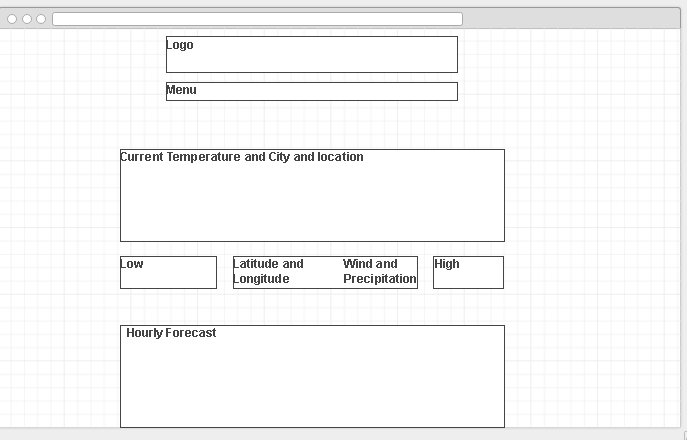 Logo
Menu
Current Temperature and City and location
Low
Latitude and
Longitude
Wind and
Precipitation
High
Hourly Forecast